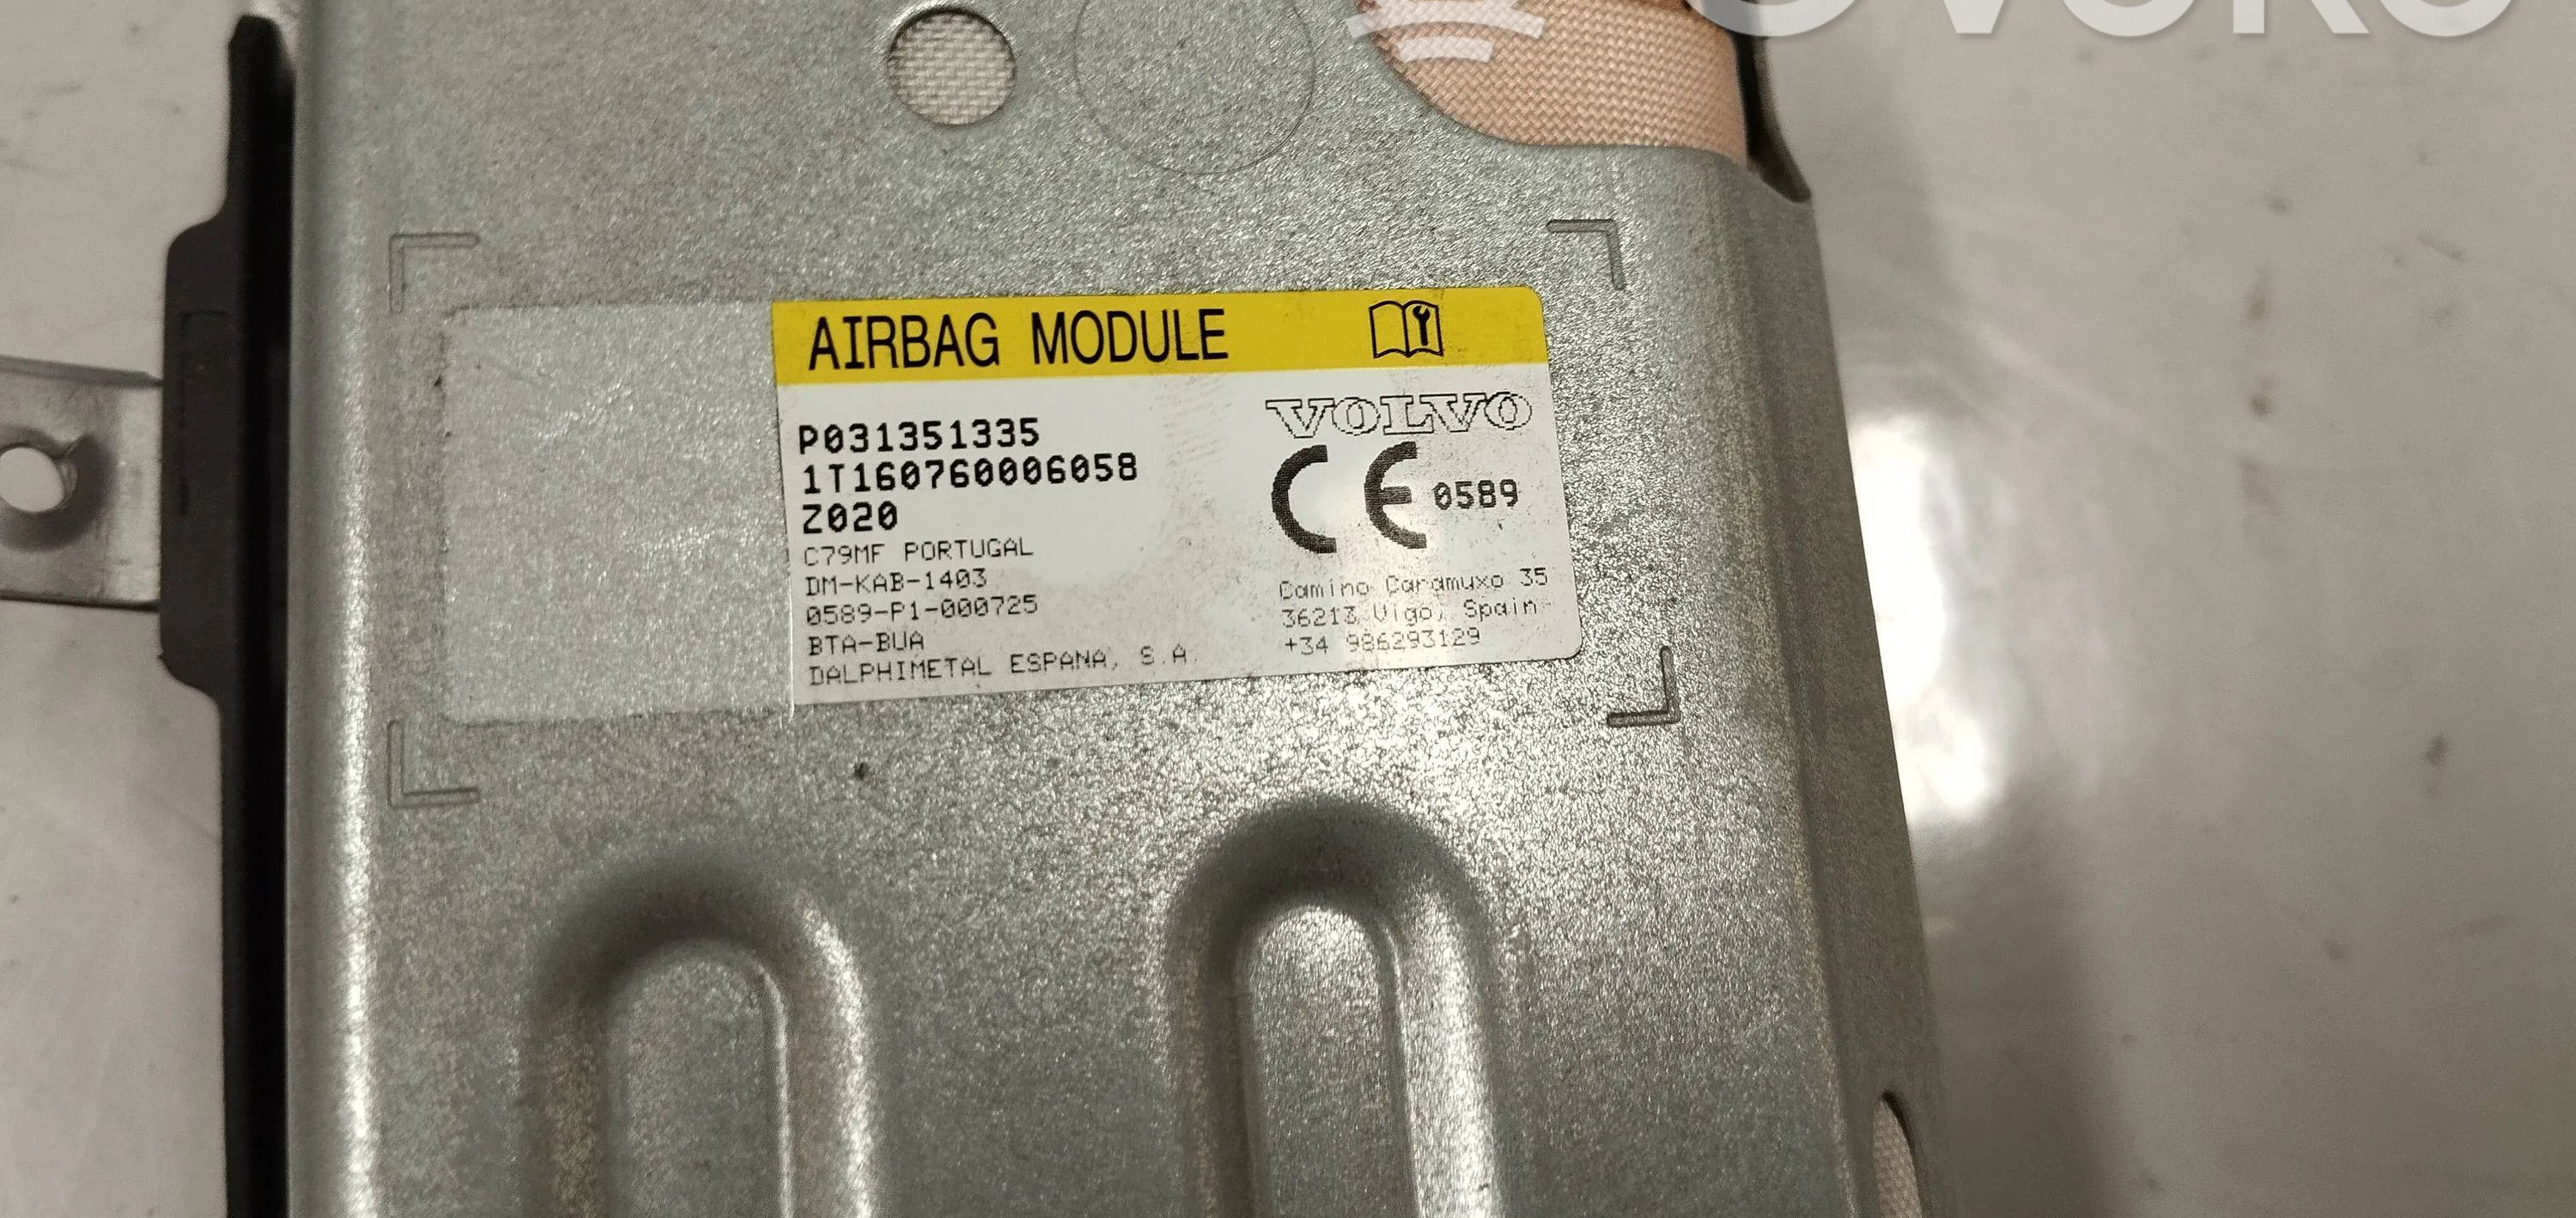 OVOKO
AIRBAG MODULE
P031351335
1T160760006058
Z020
C79MF PORTUGAL
DM-KAB-1403
0589-P1-000725
BTA-BUA
DALPHIMETAL ESPANA, S.A.
VOLVO
CE 0589
Camino Caramuxo 35
36213 Vigo, Spain
+34 986293129